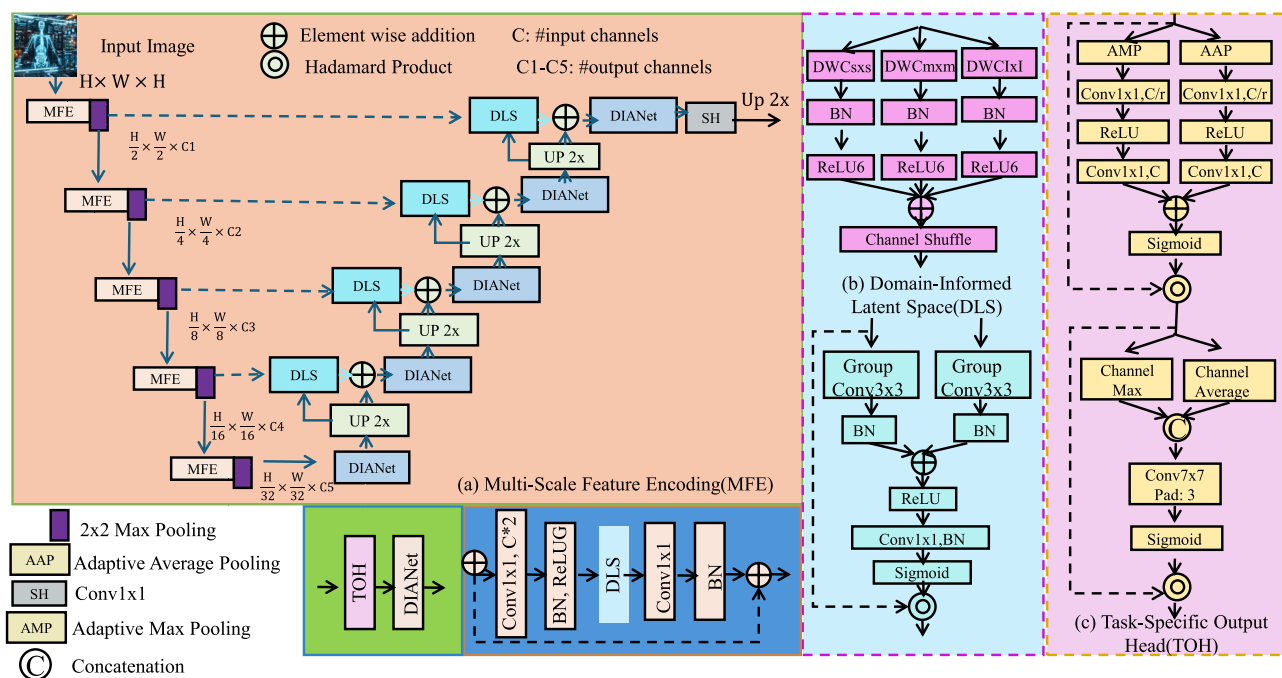 Input Image
Element wise addition
C: #input channels
Hadamard Product
C1-C5: #output channels
H× W × H
MFE
H/2 × W/2 × C1
DLS
DIANet
SH
Up 2x
UP 2x
MFE
H/4 × W/4 × C2
DLS
DIANet
UP 2x
MFE
H/8 × W/8 × C3
DLS
DIANet
UP 2x
MFE
H/16 × W/16 × C4
DLS
DIANet
UP 2x
MFE
H/32 × W/32 × C5
DIANet
(a) Multi-Scale Feature Encoding(MFE)
2x2 Max Pooling
AAP
Adaptive Average Pooling
SH
Conv1x1
AMP
Adaptive Max Pooling
C
Concatenation
TOH
DIANet
Conv1x1, C*2
BN, ReLUG
DLS
Conv1x1
BN
DWCsxs
DWCmxm
DWCIxI
BN
BN
BN
ReLU6
ReLU6
ReLU6
Channel Shuffle
(b) Domain-Informed
Latent Space(DLS)
Group
Conv3x3
Group
Conv3x3
BN
BN
ReLU
Conv1x1,BN
Sigmoid
AMP
AAP
Conv1x1,C/r
Conv1x1,C/r
ReLU
ReLU
Conv1x1,C
Conv1x1,C
Sigmoid
Channel
Max
Channel
Average
C
Conv7x7
Pad: 3
Sigmoid
(c) Task-Specific Output
Head(TOH)